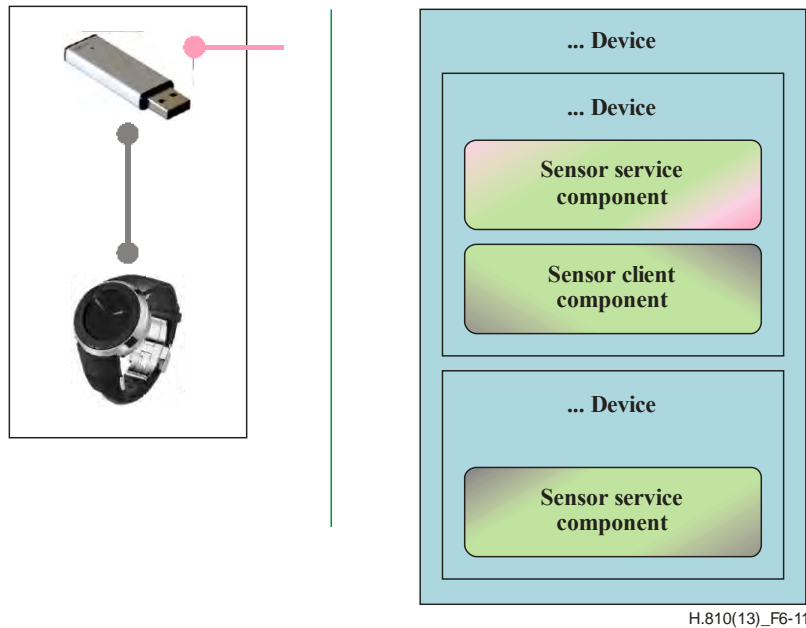 ... Device
... Device
Sensor service
component
Sensor client
component
... Device
Sensor service
component
H.810(13)_F6-11